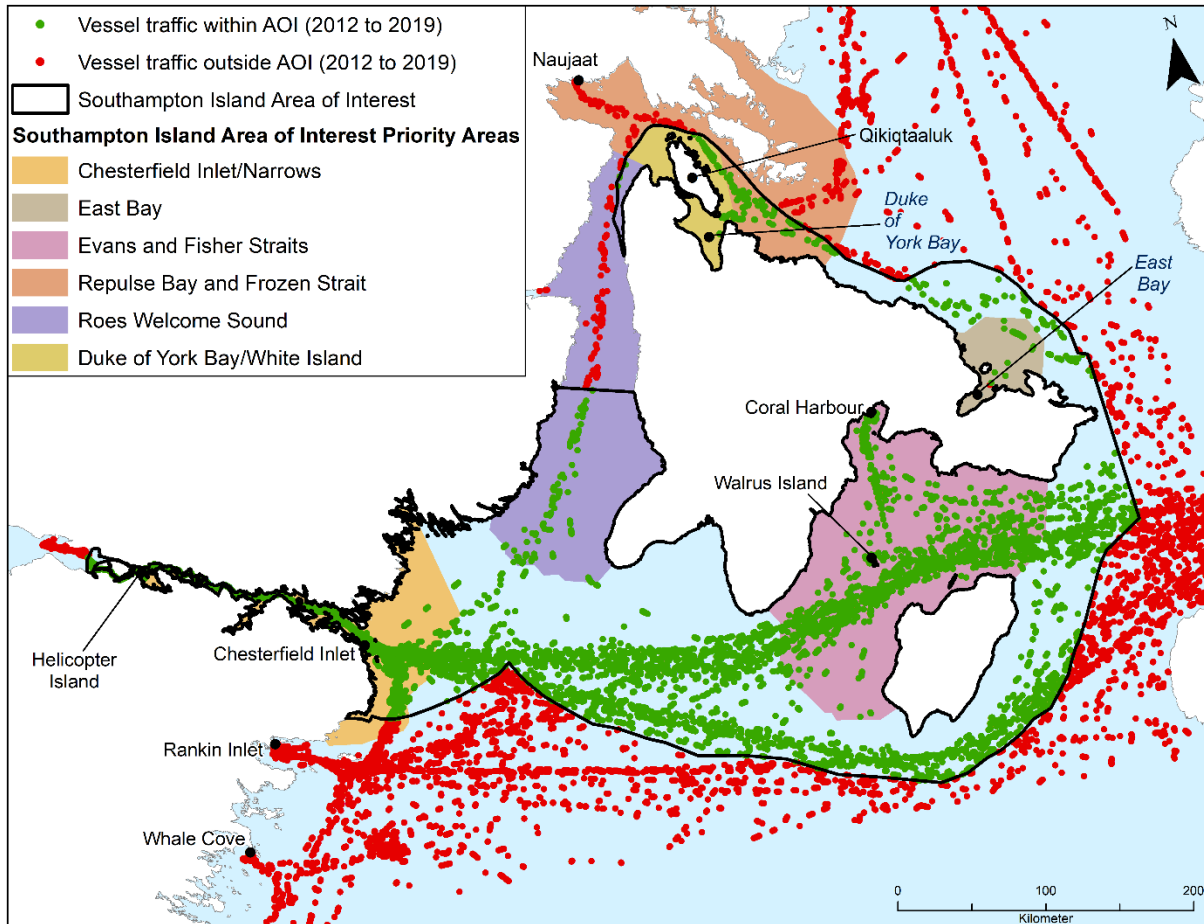 Vessel traffic within AOI (2012 to 2019)
Vessel traffic outside AOI (2012 to 2019)
Southampton Island Area of Interest
Southampton Island Area of Interest Priority Areas
Chesterfield Inlet/Narrows
East Bay
Evans and Fisher Straits
Repulse Bay and Frozen Strait
Roes Welcome Sound
Duke of York Bay/White Island
N
Naujaat
Qikiqtaaluk
Duke
of
York Bay
East
Bay
Coral Harbour
Walrus Island
Helicopter
Island
Chesterfield Inlet
Rankin Inlet
Whale Cove
0 100 200
Kilometer